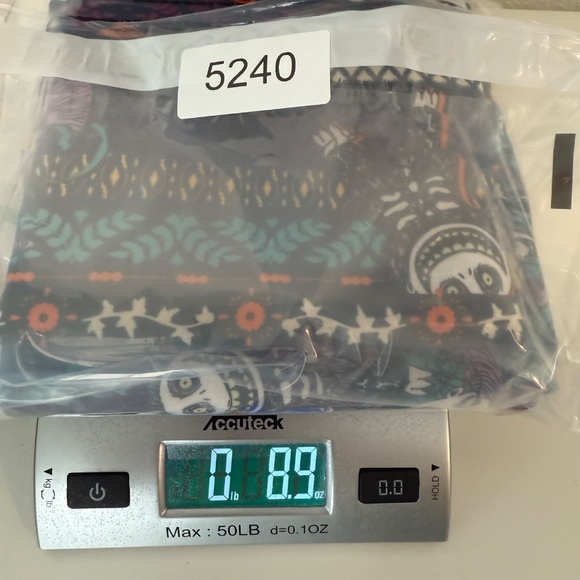 5240
Accuteck
0 lb 8.9 oz
kg lb
0.0
HOLD
Max : 50LB d=0.1OZ